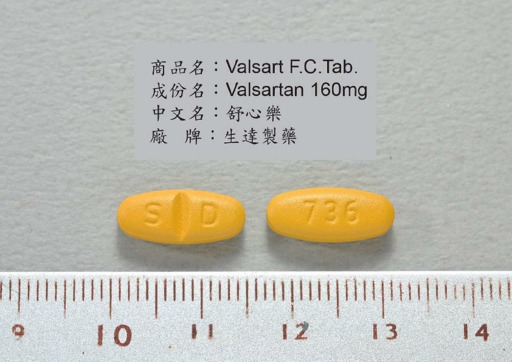 商品名：Valsart F.C.Tab.
成份名：Valsartan 160mg
中文名：舒心樂
廠 牌：生達製藥
S D 736
9 10 11 12 13 14